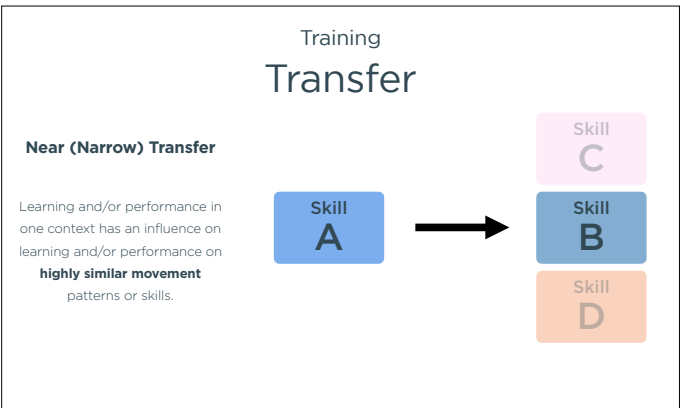 Training
Transfer
Near (Narrow) Transfer
Learning and/or performance in
one context has an influence on
learning and/or performance on
highly similar movement
patterns or skills.
Skill
A
Skill
C
Skill
B
Skill
D